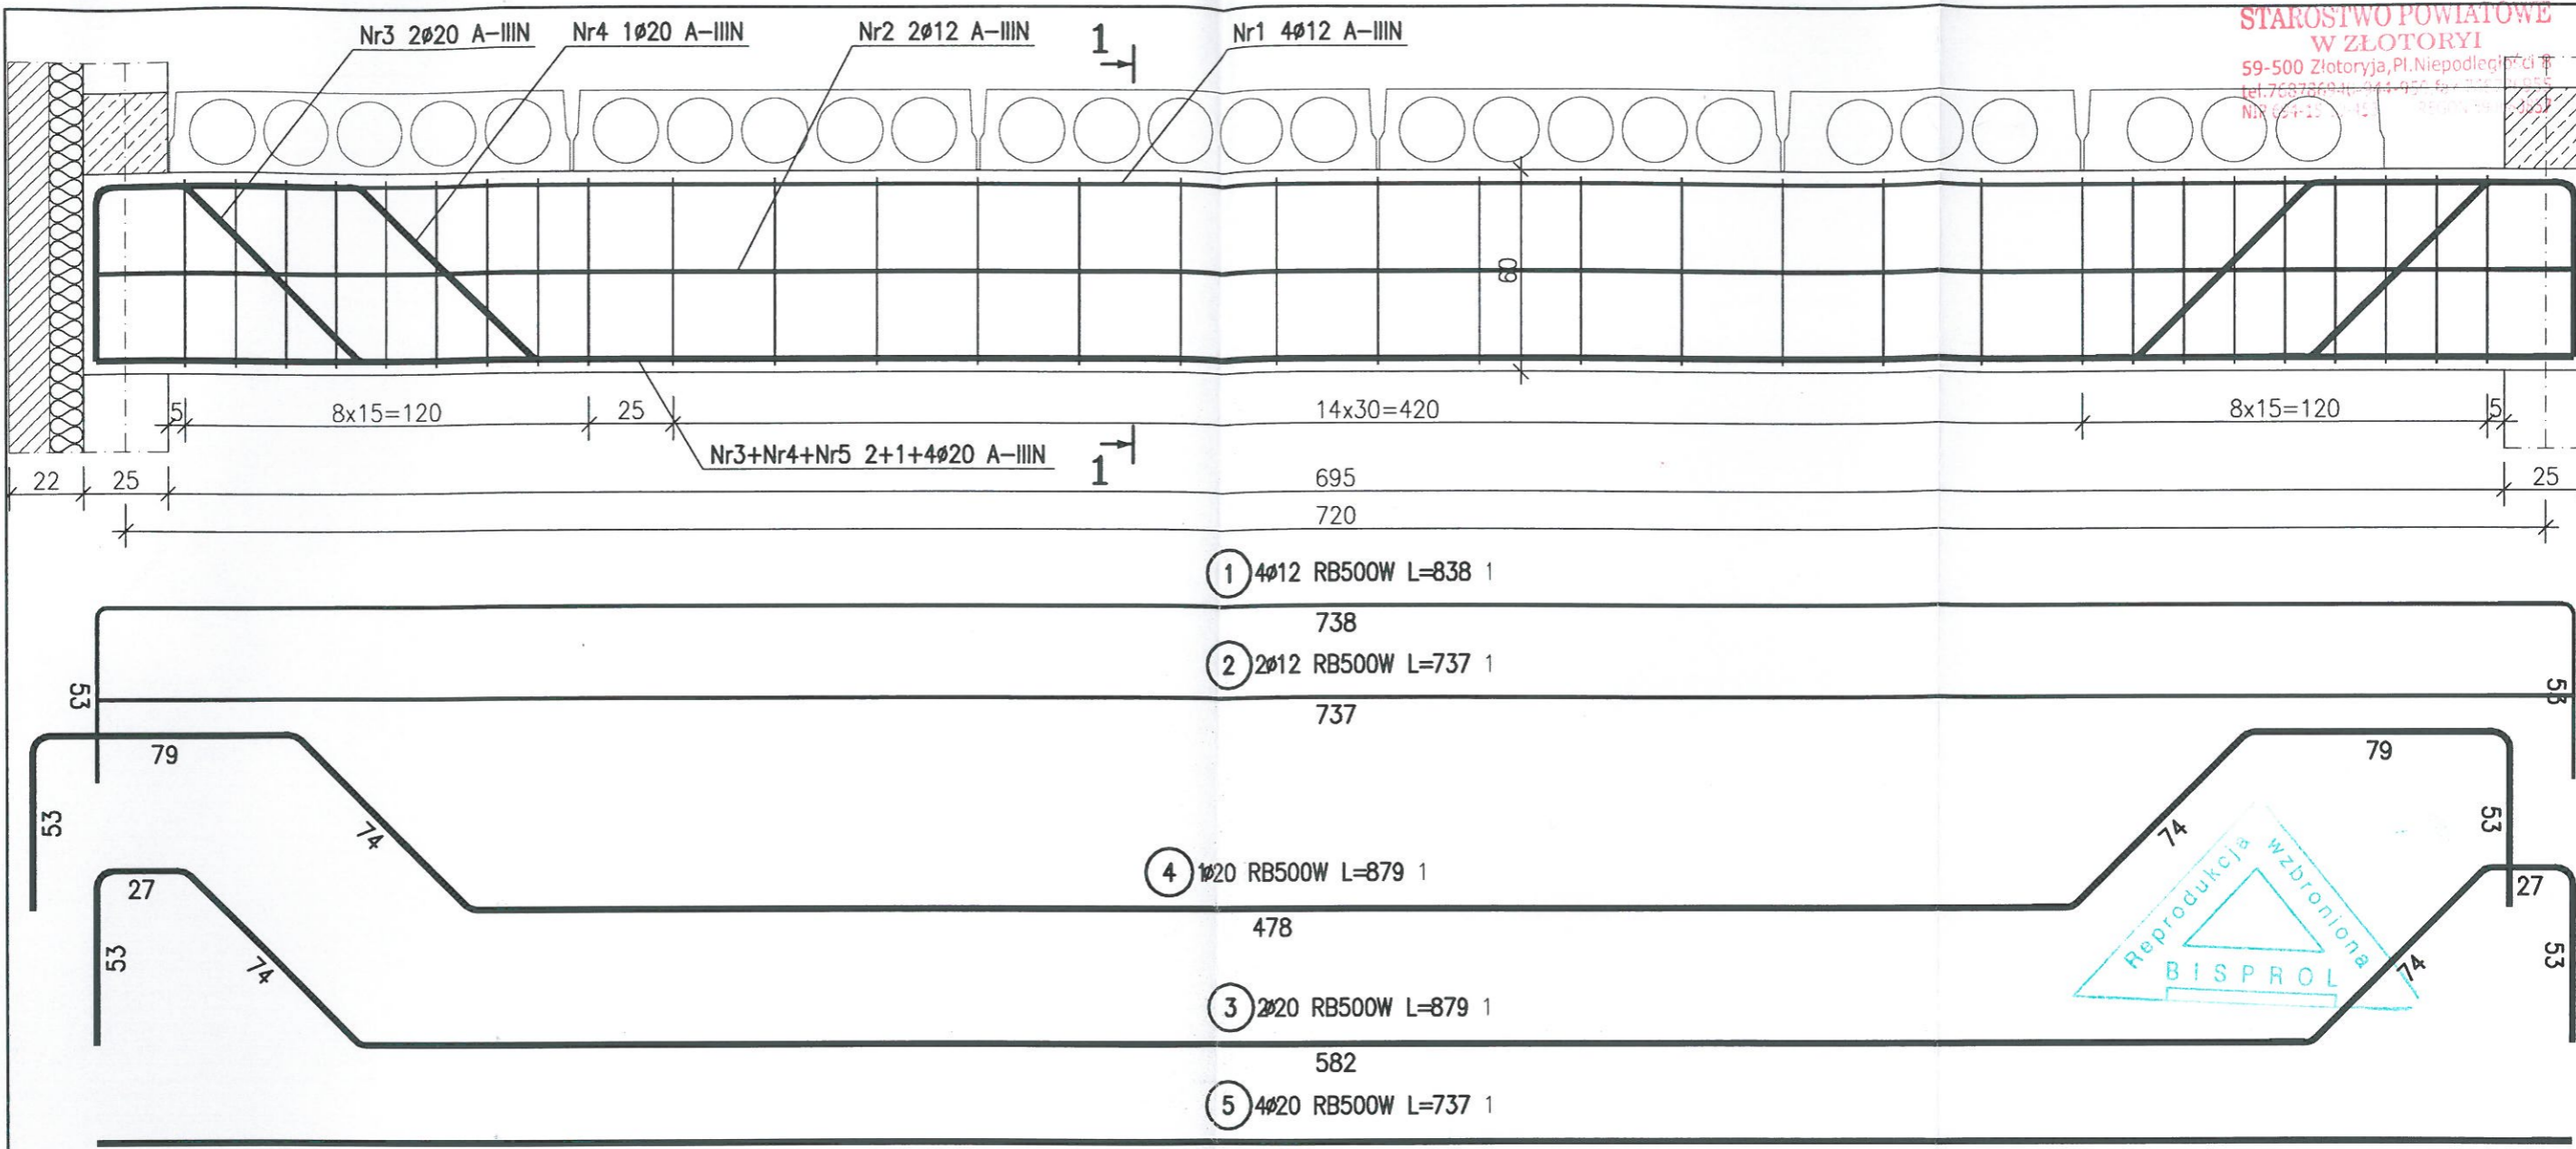 STAROSTWO POWIATOWE
W ZŁOTORYI
59-500 Złotoryja, Pl. Niepodległości 8
Nr3 2ø20 A-IIIN
Nr4 1ø20 A-IIIN
Nr2 2ø12 A-IIIN
1
Nr1 4ø12 A-IIIN
60
5
8x15=120
25
14x30=420
8x15=120
5
Nr3+Nr4+Nr5 2+1+4ø20 A-IIIN
1
22
25
695
25
720
1 4ø12 RB500W L=838 1
738
53
53
2 2ø12 RB500W L=737 1
737
79
79
53
74
74
53
4 1ø20 RB500W L=879 1
478
27
27
53
74
74
53
3 2ø20 RB500W L=879 1
582
5 4ø20 RB500W L=737 1
Reprodukcja wzbroniona
BISPROL